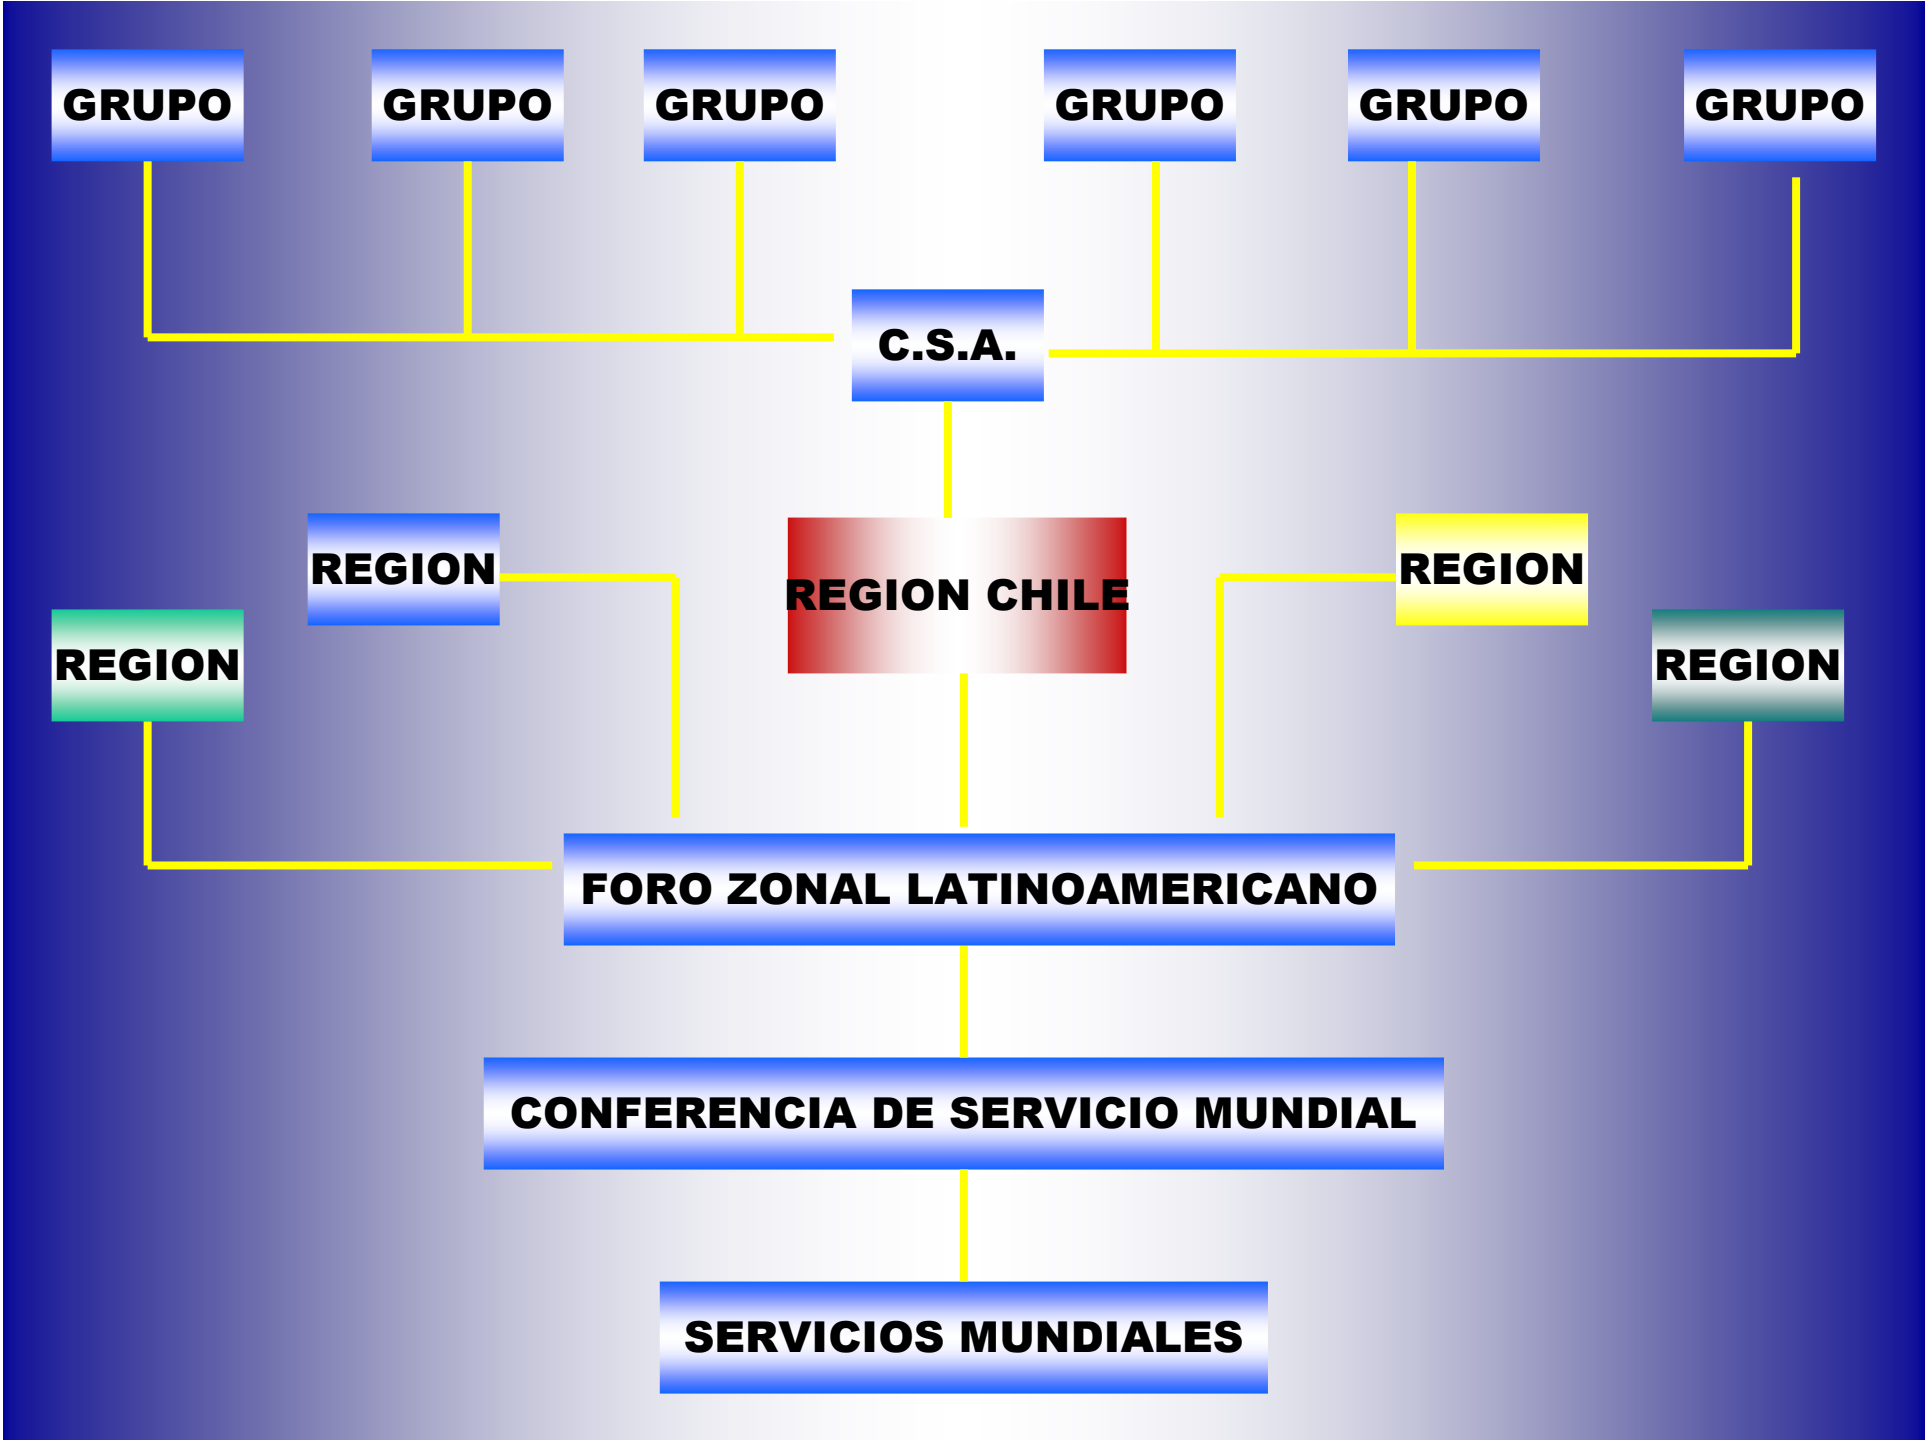 GRUPO
GRUPO
GRUPO
GRUPO
GRUPO
GRUPO
C.S.A.
REGION
REGION CHILE
REGION
REGION
REGION
FORO ZONAL LATINOAMERICANO
CONFERENCIA DE SERVICIO MUNDIAL
SERVICIOS MUNDIALES